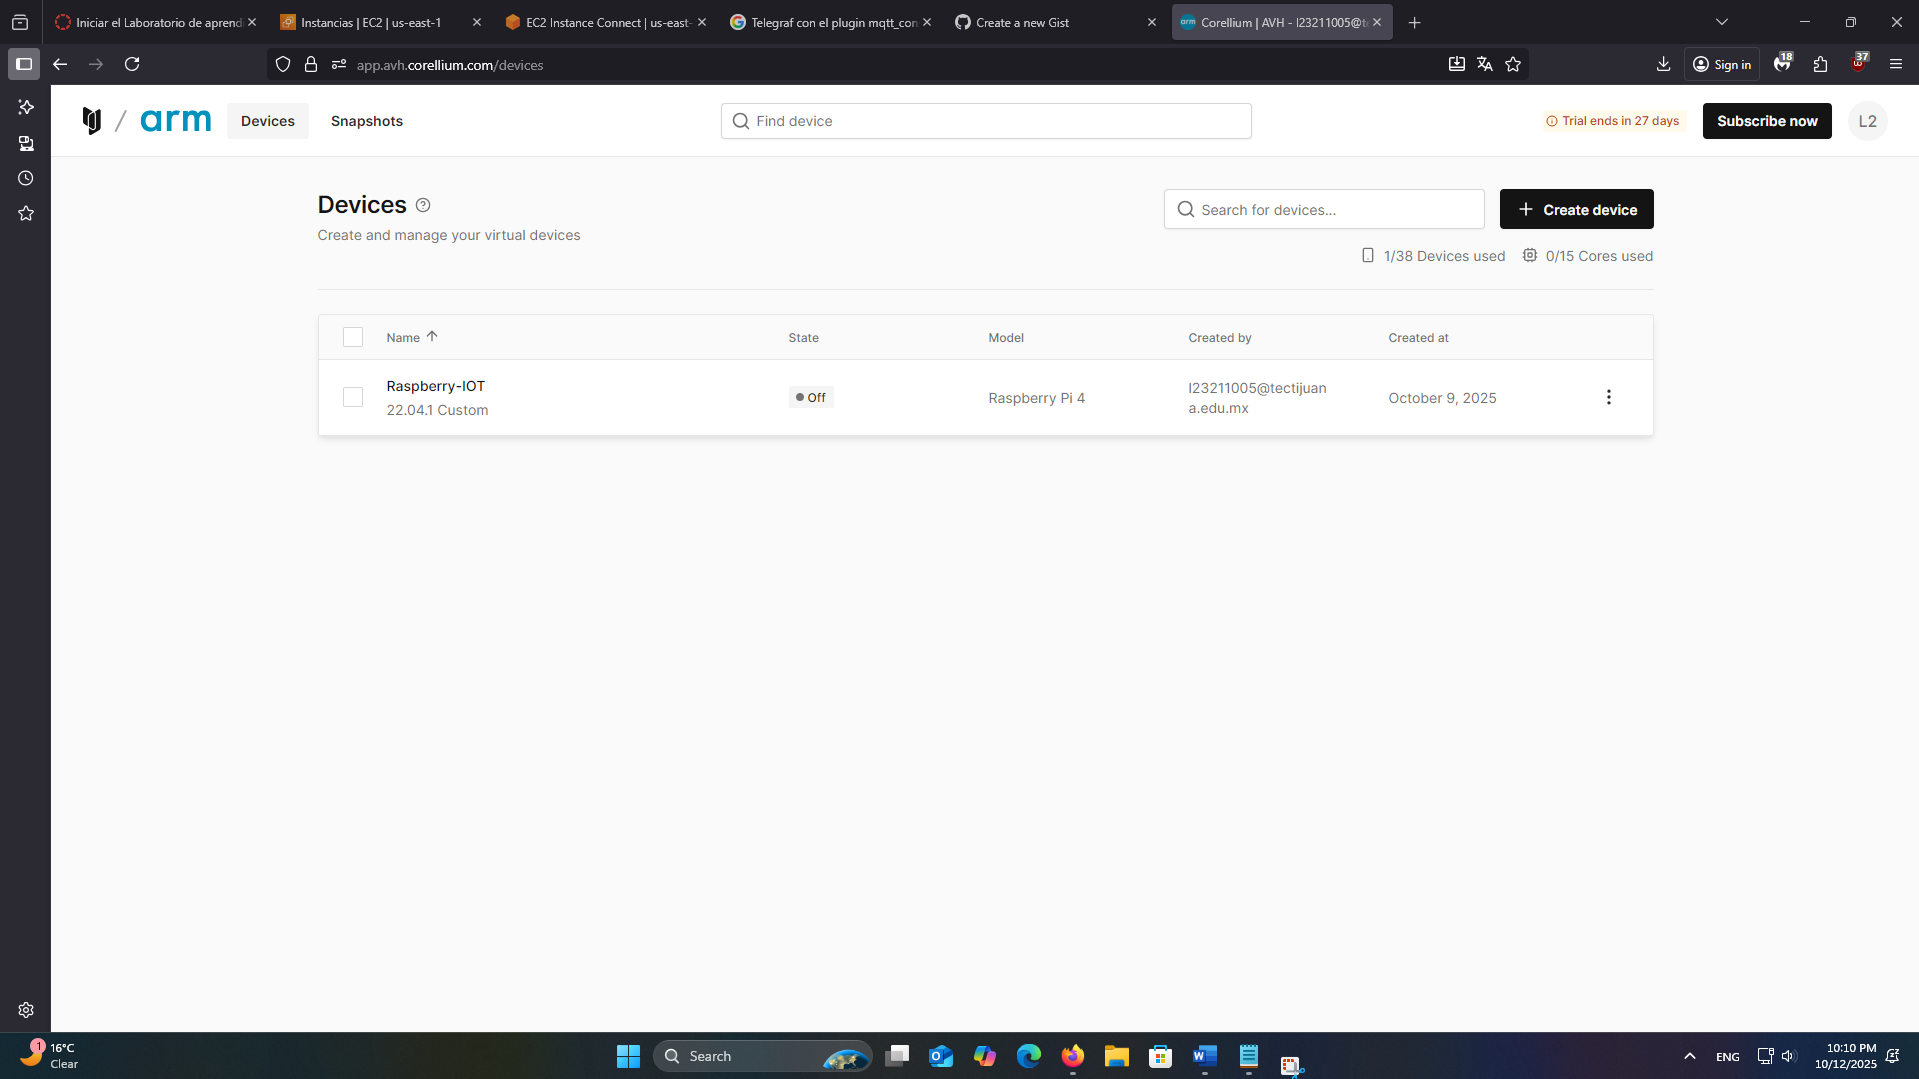 Iniciar el Laboratorio de aprend
Instancias | EC2 | us-east-1
EC2 Instance Connect | us-east-
Telegraf con el plugin mqtt_con
Create a new Gist
Corellium | AVH - l23211005@te
app.avh.corellium.com/devices
Sign in
18
37
/ arm
Devices
Snapshots
Find device
Trial ends in 27 days
Subscribe now
L2
Devices
Create and manage your virtual devices
Search for devices...
Create device
1/38 Devices used
0/15 Cores used
Name
State
Model
Created by
Created at
Raspberry-IOT
22.04.1 Custom
Off
Raspberry Pi 4
l23211005@tectijuan
a.edu.mx
October 9, 2025
1
16°C
Clear
Search
ENG
10:10 PM
10/12/2025